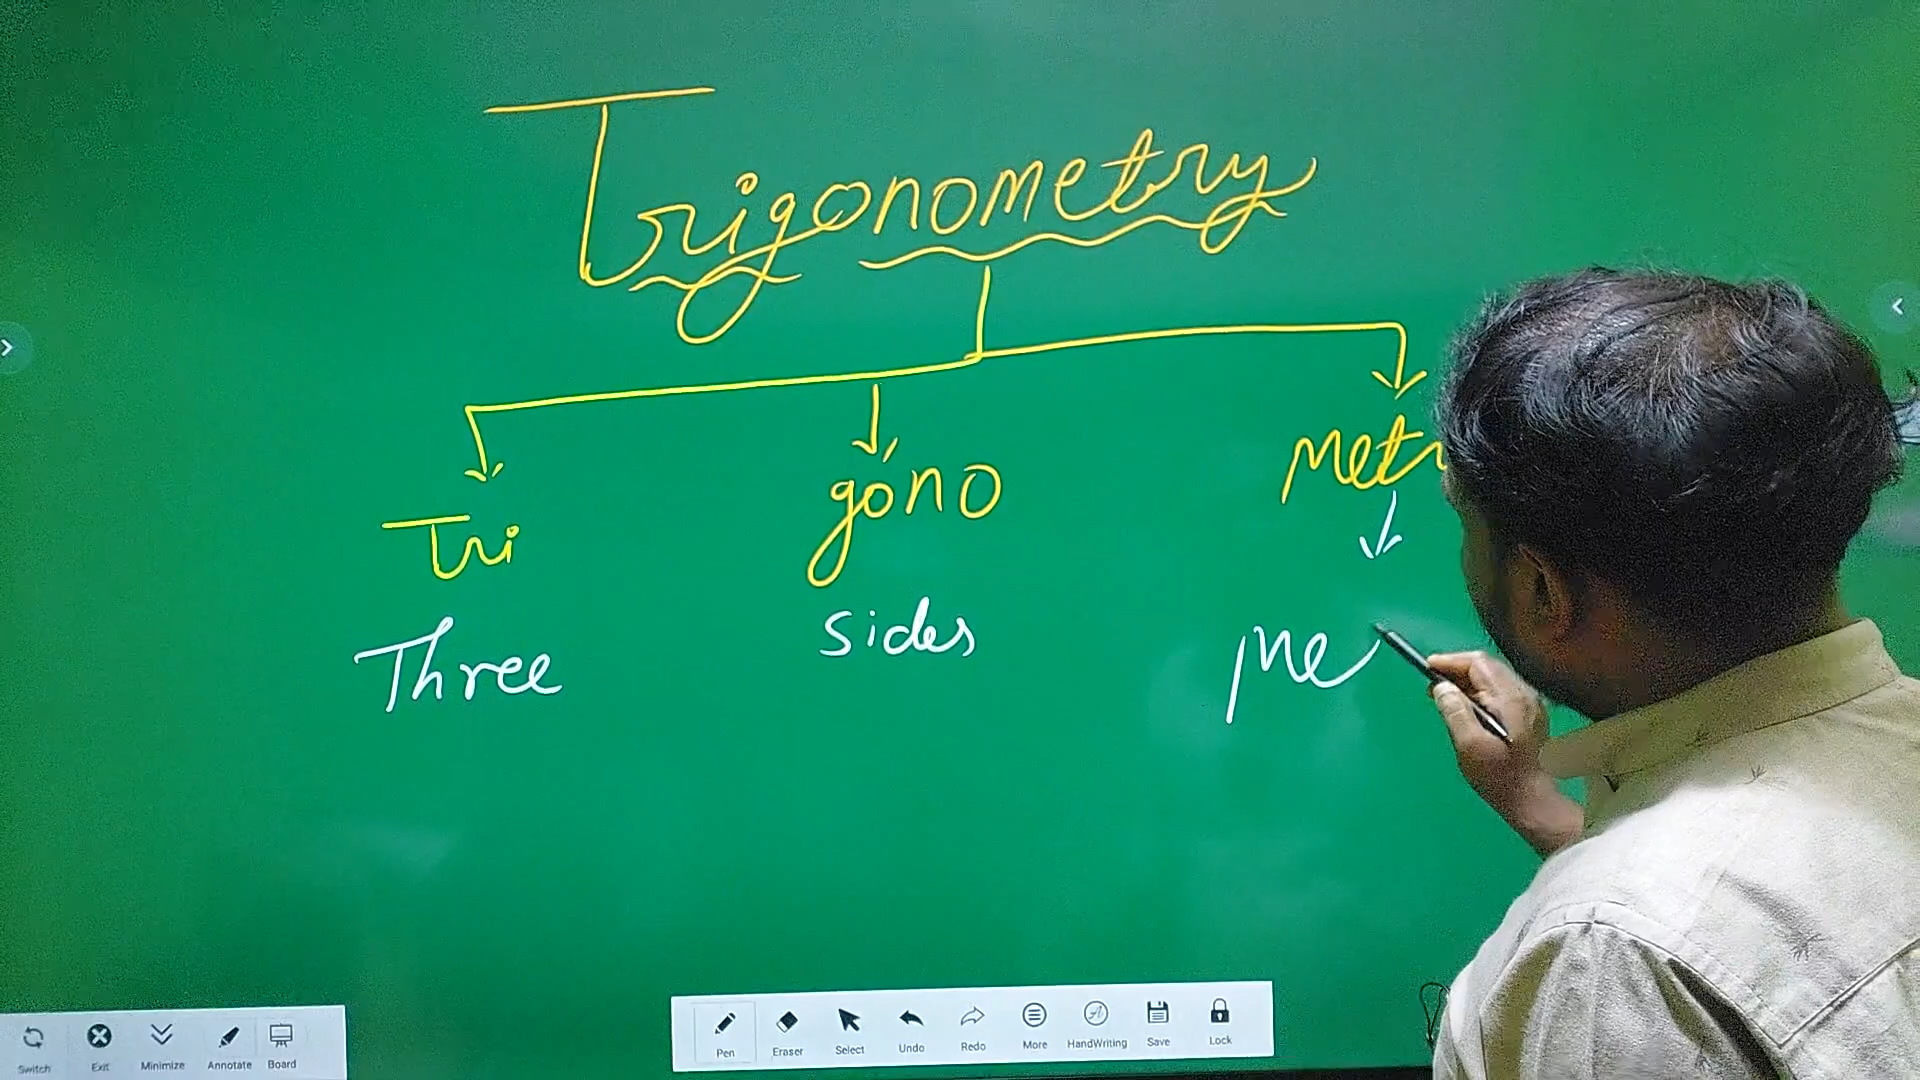 Trigonometry
Tri gono Metr
Three sides Me
Switch Exit Minimize Annotate Board
Pen Eraser Select Undo Redo More HandWriting Save Lock